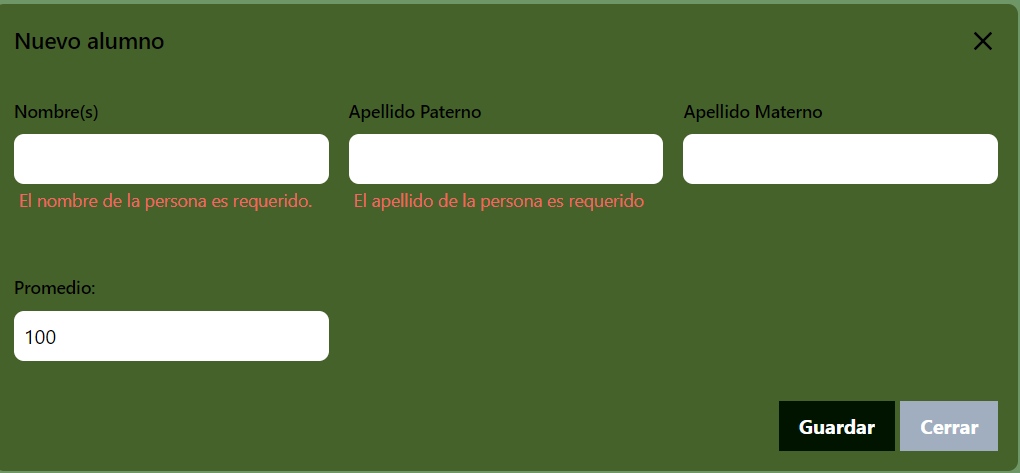 Nuevo alumno
Nombre(s) Apellido Paterno Apellido Materno
El nombre de la persona es requerido. El apellido de la persona es requerido
Promedio:
100
Guardar Cerrar